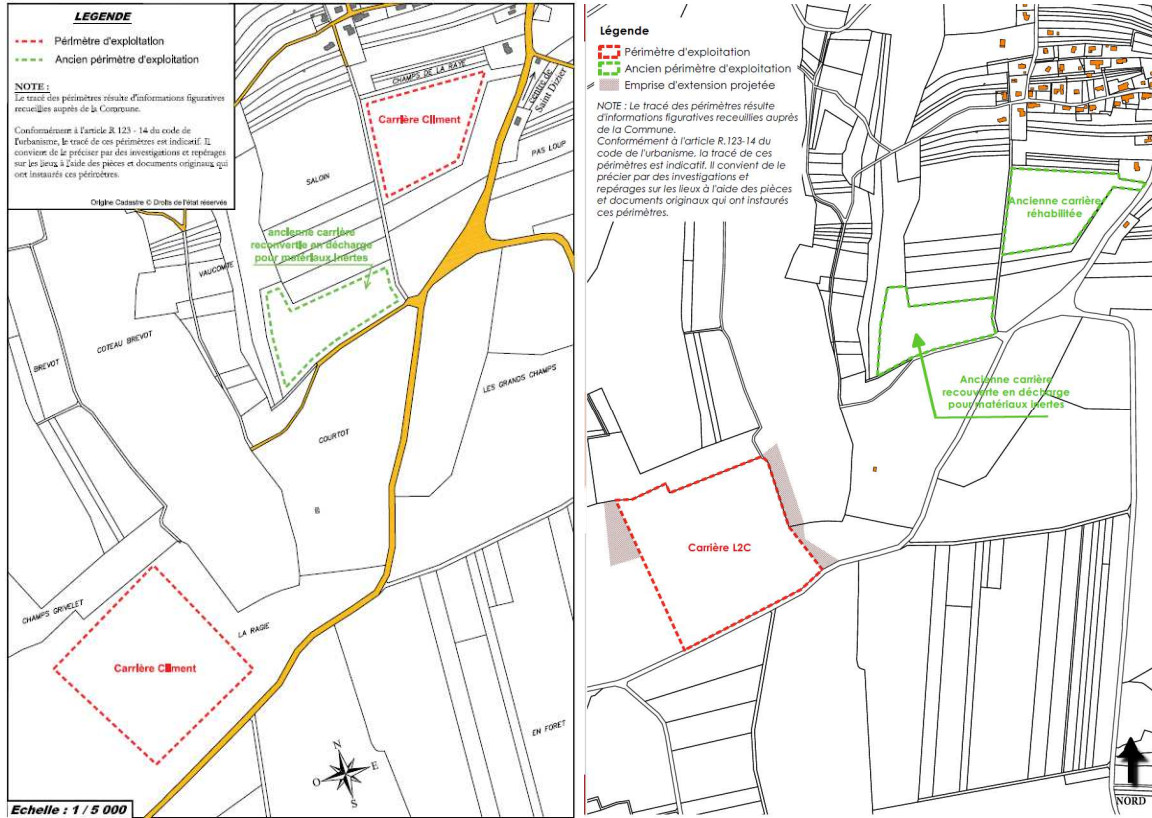 LEGENDE
Périmètre d'exploitation
Ancien périmètre d'exploitation
NOTE :
Le tracé des périmètres résulte d'informations figuratives
recueillies auprès de la Commune.
Conformément à l'article R 123 - 14 du code de
l'urbanisme, le tracé de ces périmètres est indicatif. Il
convient de le préciser par des investigations et repérages
sur les lieux à l'aide des pièces et documents originaux qui
ont instaurés ces périmètres.
Origine Cadastre © Droits de l'état réservés
CHAMPS DE LA RAYE
centre de
Saint Dizier
Carrière Climent
PAS LOUP
SALOIN
ancienne carrière
reconvertie en décharge
pour matériaux inertes
VAUCOMTE
COTEAU BREVOT
BREVOT
LES GRANDS CHAMPS
COURTOT
CHAMPS GRIVELET
LA RAGIE
Carrière Climent
EN FORET
N
O
E
S
Echelle : 1 / 5 000
Légende
Périmètre d'exploitation
Ancien périmètre d'exploitation
Emprise d'extension projetée
NOTE : Le tracé des périmètres résulte
d'informations figuratives receuillies auprès
de la Commune.
Conformément à l'article R.123-14 du
code de l'urbanisme, la tracé de ces
périmètres est indicatif. Il convient de le
précier par des investigations et
repérages sur les lieux à l'aide des pièces
et documents originaux qui ont instaurés
ces périmètres.
Ancienne carrière
réhabilitée
Ancienne carrière
recouverte en décharge
pour matériaux inertes
Carrière L2C
NORD